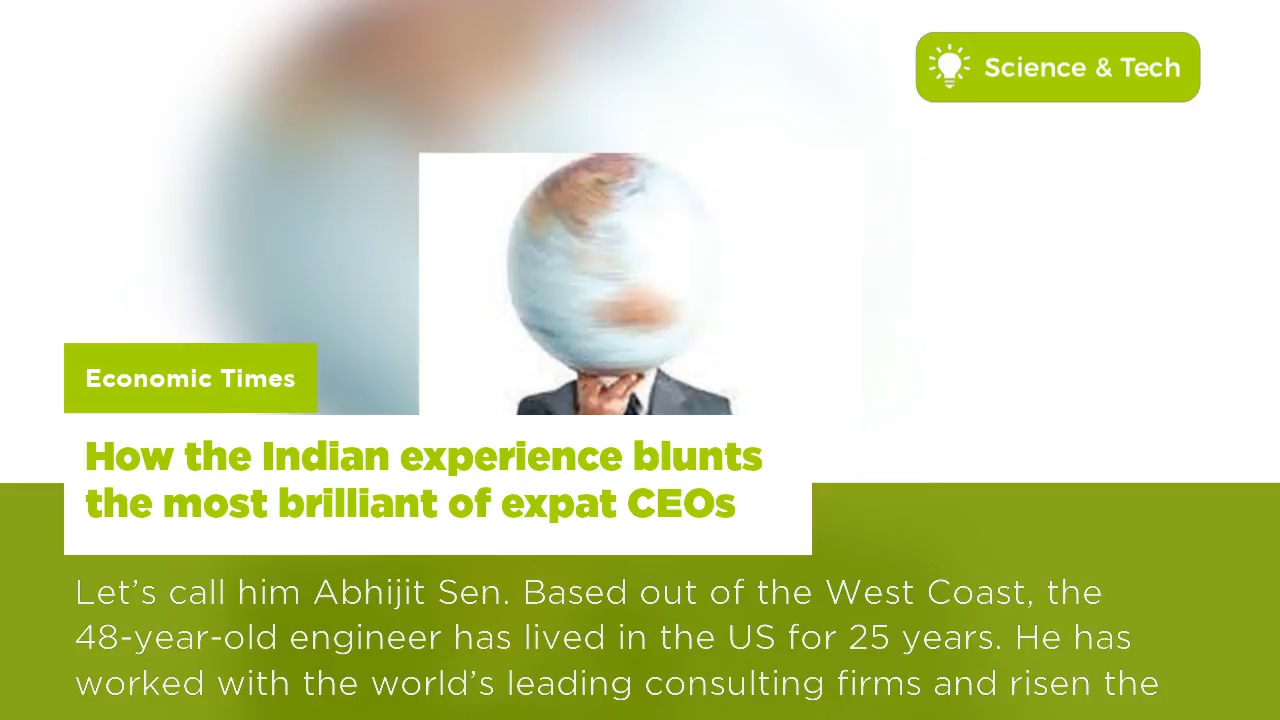 Science & Tech
Economic Times
How the Indian experience blunts
the most brilliant of expat CEOs
Let’s call him Abhijit Sen. Based out of the West Coast, the
48-year-old engineer has lived in the US for 25 years. He has
worked with the world’s leading consulting firms and risen the